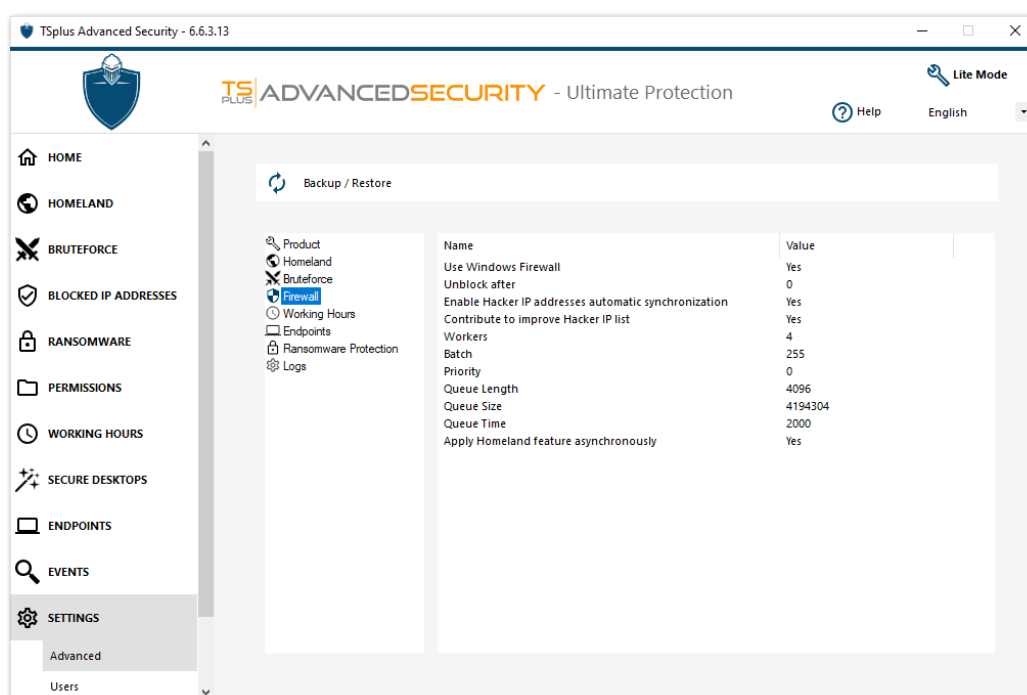 TSplus Advanced Security - 6.6.3.13
TS PLUS ADVANCEDSECURITY - Ultimate Protection
Lite Mode
Help
English
HOME
HOMELAND
BRUTEFORCE
BLOCKED IP ADDRESSES
RANSOMWARE
PERMISSIONS
WORKING HOURS
SECURE DESKTOPS
ENDPOINTS
EVENTS
SETTINGS
Advanced
Users
Backup / Restore
Product
Homeland
Bruteforce
Firewall
Working Hours
Endpoints
Ransomware Protection
Logs
Name Value
Use Windows Firewall Yes
Unblock after 0
Enable Hacker IP addresses automatic synchronization Yes
Contribute to improve Hacker IP list Yes
Workers 4
Batch 255
Priority 0
Queue Length 4096
Queue Size 4194304
Queue Time 2000
Apply Homeland feature asynchronously Yes